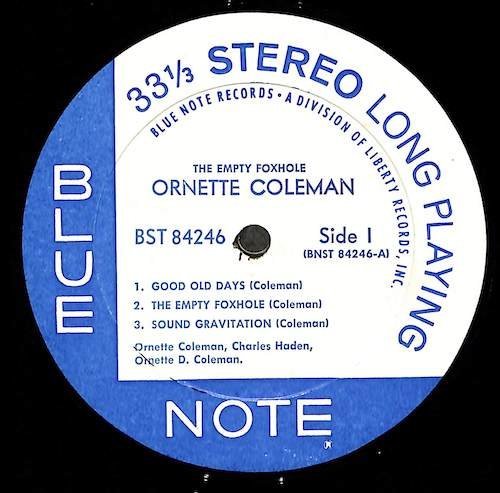 33⅓ STEREO LONG PLAYING
BLUE NOTE RECORDS • A DIVISION OF LIBERTY RECORDS, INC.
BLUE
NOTE
THE EMPTY FOXHOLE
ORNETTE COLEMAN
BST 84246
Side I
(BNST 84246-A)
1. GOOD OLD DAYS (Coleman)
2. THE EMPTY FOXHOLE (Coleman)
3. SOUND GRAVITATION (Coleman)
Ornette Coleman, Charles Haden,
Ornette D. Coleman.